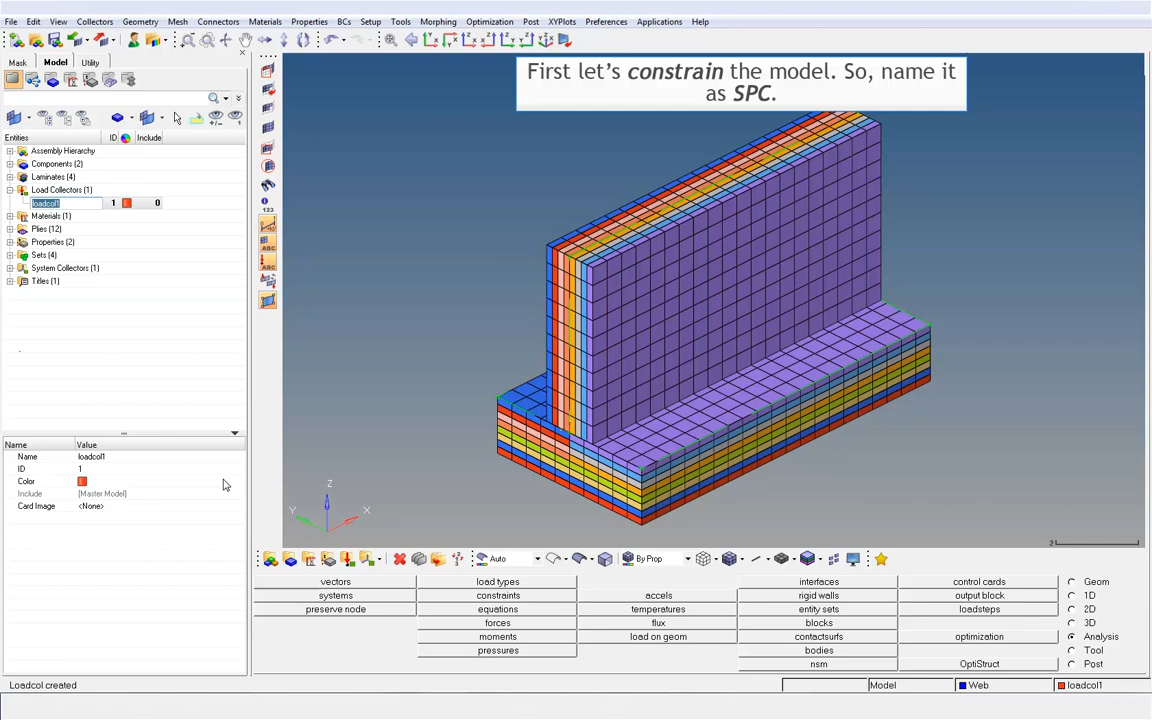 File Edit View Collectors Geometry Mesh Connectors Materials Properties BCs Setup Tools Morphing Optimization Post XYPlots Preferences Applications Help
Mask Model Utility
First let's constrain the model. So, name it
as SPC.
Entities ID Include
Assembly Hierarchy
Components (2)
Laminates (4)
Load Collectors (1)
loadcol1 1 0
Materials (1)
Plies (12)
Properties (2)
Sets (4)
System Collectors (1)
Titles (1)
Name Value
Name loadcol1
ID 1
Color
Include [Master Model]
Card Image <None>
123
ABC
ABC
Z
Y X
2
Auto By Prop
vectors load types interfaces control cards Geom
systems constraints accels rigid walls output block 1D
preserve node equations temperatures entity sets loadsteps 2D
forces flux blocks 3D
moments load on geom contactsurfs optimization Analysis
pressures bodies Tool
nsm OptiStruct Post
Loadcol created Model Web loadcol1